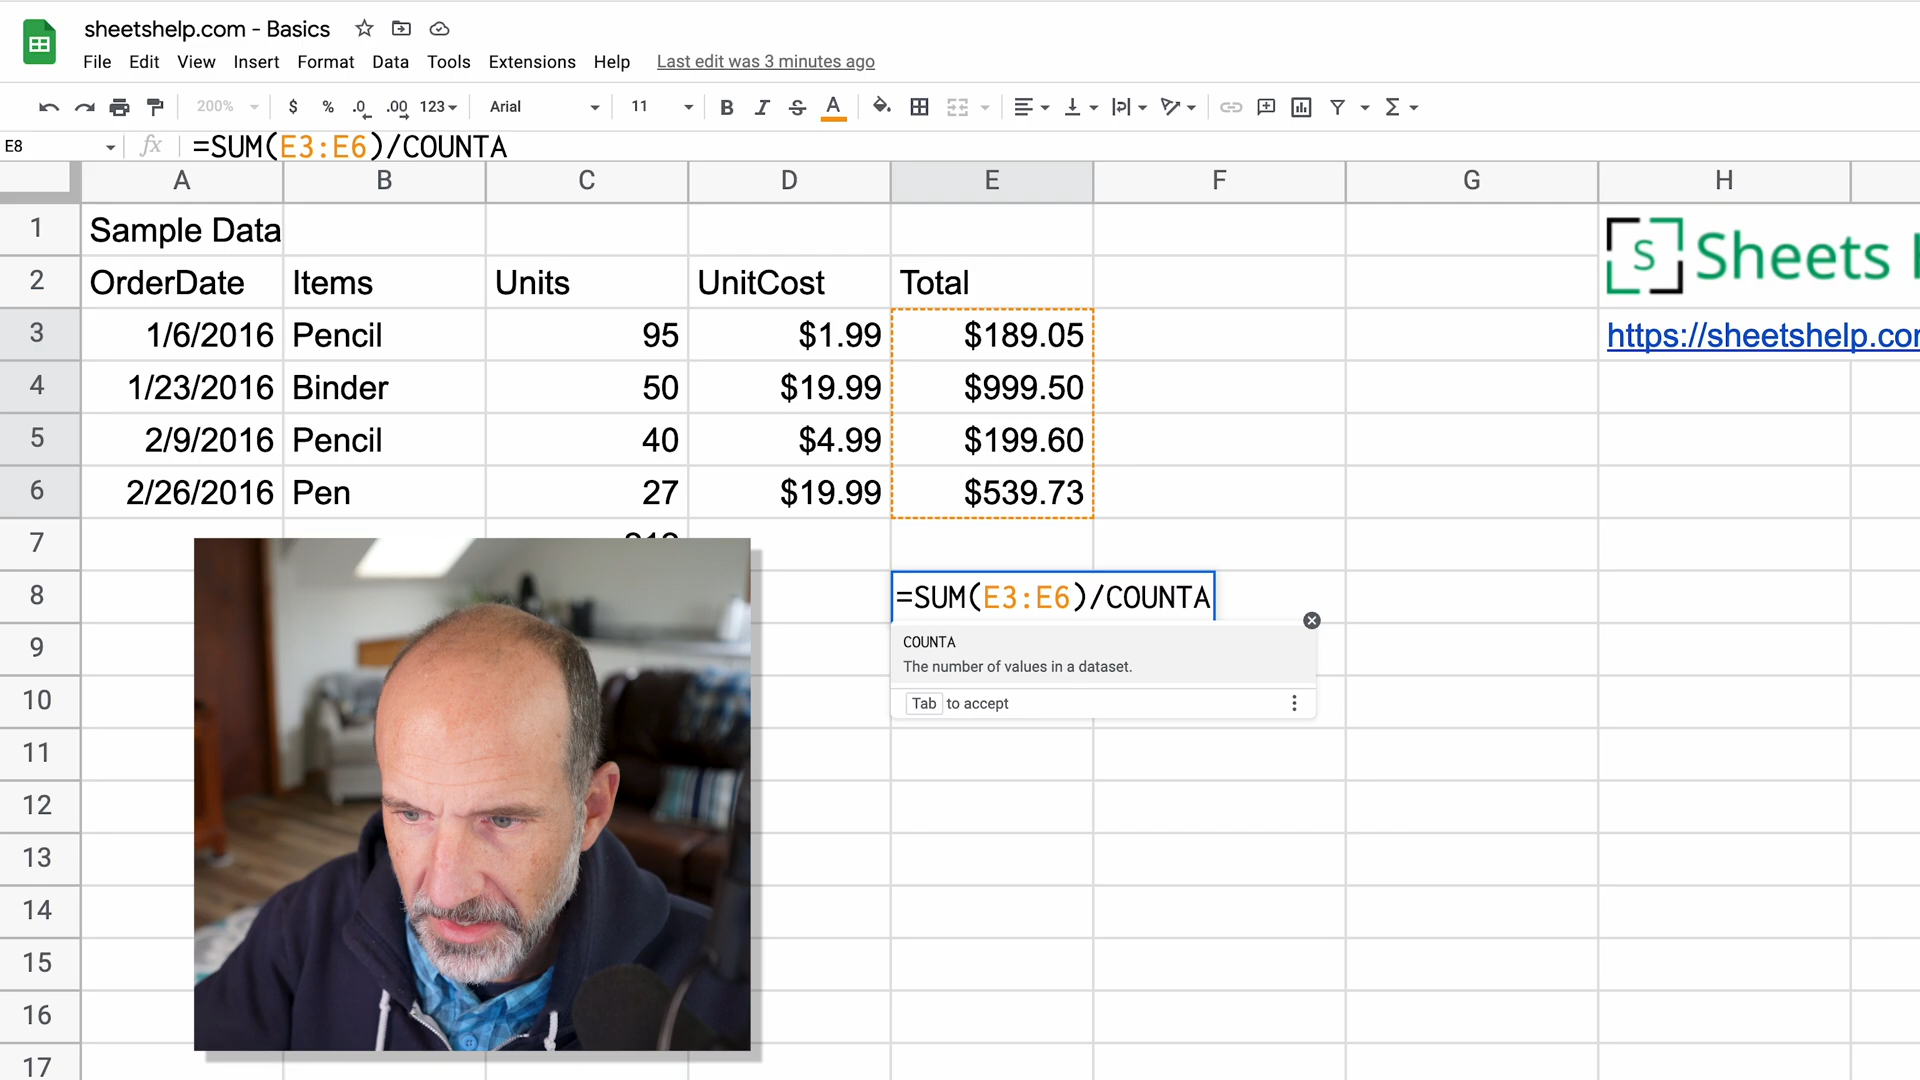 sheetshelp.com - Basics
File Edit View Insert Format Data Tools Extensions Help Last edit was 3 minutes ago
200% $ % .0 .00 123 Arial 11 B I S A Σ
E8 fx =SUM(E3:E6)/COUNTA
A B C D E F G H
1 Sample Data S Sheets
2 OrderDate Items Units UnitCost Total
3 1/6/2016 Pencil 95 $1.99 $189.05 https://sheetshelp.com
4 1/23/2016 Binder 50 $19.99 $999.50
5 2/9/2016 Pencil 40 $4.99 $199.60
6 2/26/2016 Pen 27 $19.99 $539.73
7
8 =SUM(E3:E6)/COUNTA
9 COUNTA
The number of values in a dataset.
10 Tab to accept
11
12
13
14
15
16
17